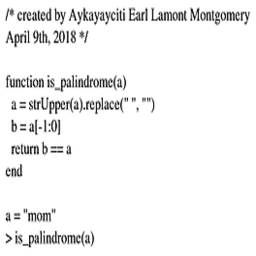 /* created by Aykayayciti Earl Lamont Montgomery
April 9th, 2018 */
function is_palindrome(a)
a = strUpper(a).replace(" ", "")
b = a[-1:0]
return b == a
end
a = "mom"
> is_palindrome(a)